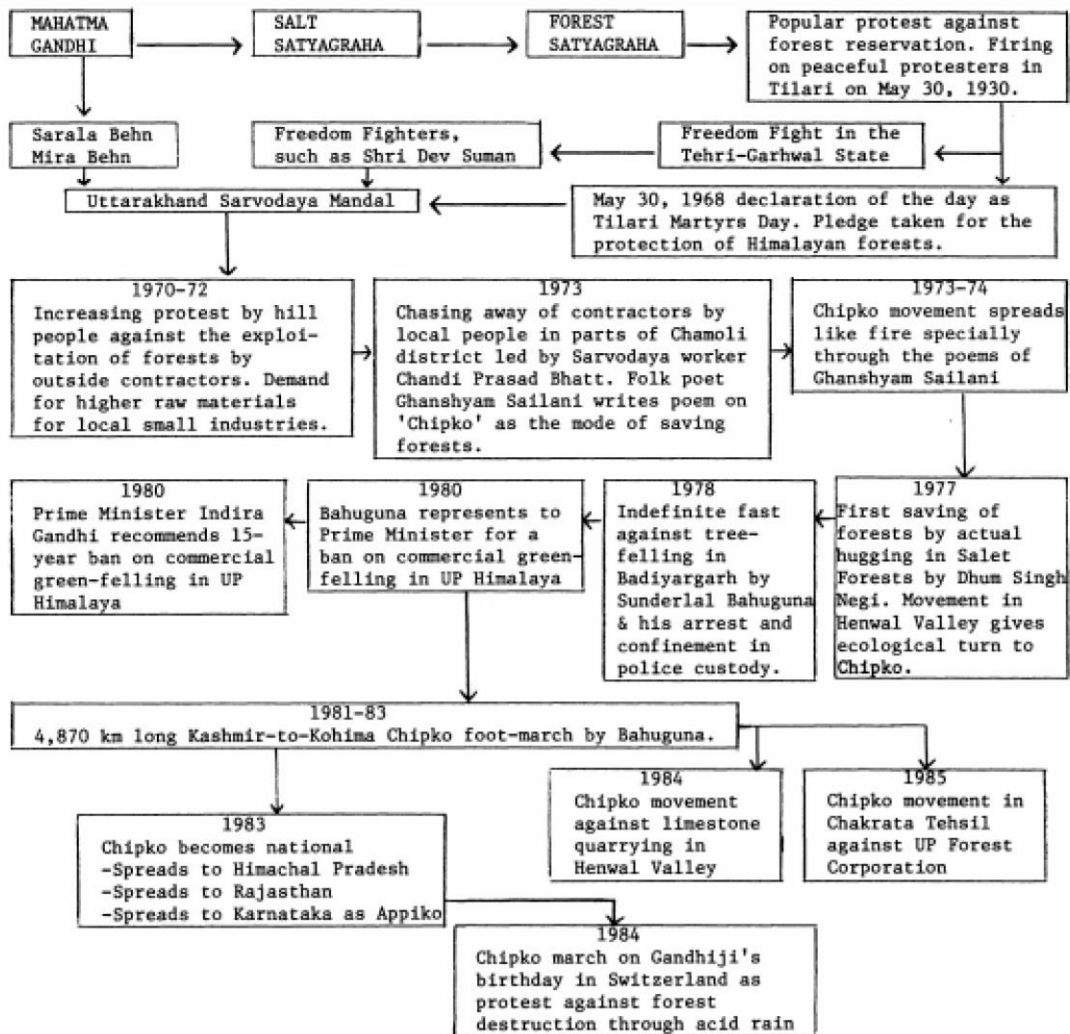 MAHATMA
GANDHI
SALT
SATYAGRAHA
FOREST
SATYAGRAHA
Popular protest against
forest reservation. Firing
on peaceful protesters in
Tilari on May 30, 1930.
Sarala Behn
Mira Behn
Freedom Fighters,
such as Shri Dev Suman
Freedom Fight in the
Tehri-Garhwal State
Uttarakhand Sarvodaya Mandal
May 30, 1968 declaration of the day as
Tilari Martyrs Day. Pledge taken for the
protection of Himalayan forests.
1970-72
Increasing protest by hill
people against the exploi-
tation of forests by
outside contractors. Demand
for higher raw materials
for local small industries.
1973
Chasing away of contractors by
local people in parts of Chamoli
district led by Sarvodaya worker
Chandi Prasad Bhatt. Folk poet
Ghanshyam Sailani writes poem on
'Chipko' as the mode of saving
forests.
1973-74
Chipko movement spreads
like fire specially
through the poems of
Ghanshyam Sailani
1980
Prime Minister Indira
Gandhi recommends 15-
year ban on commercial
green-felling in UP
Himalaya
1980
Bahuguna represents to
Prime Minister for a
ban on commercial green-
felling in UP Himalaya
1978
Indefinite fast
against tree-
felling in
Badiyargarh by
Sunderlal Bahuguna
& his arrest and
confinement in
police custody.
1977
First saving of
forests by actual
hugging in Salet
Forests by Dhum Singh
Negi. Movement in
Henwal Valley gives
ecological turn to
Chipko.
1981-83
4,870 km long Kashmir-to-Kohima Chipko foot-march by Bahuguna.
1984
Chipko movement
against limestone
quarrying in
Henwal Valley
1985
Chipko movement in
Chakrata Tehsil
against UP Forest
Corporation
1983
Chipko becomes national
-Spreads to Himachal Pradesh
-Spreads to Rajasthan
-Spreads to Karnataka as Appiko
1984
Chipko march on Gandhiji's
birthday in Switzerland as
protest against forest
destruction through acid rain